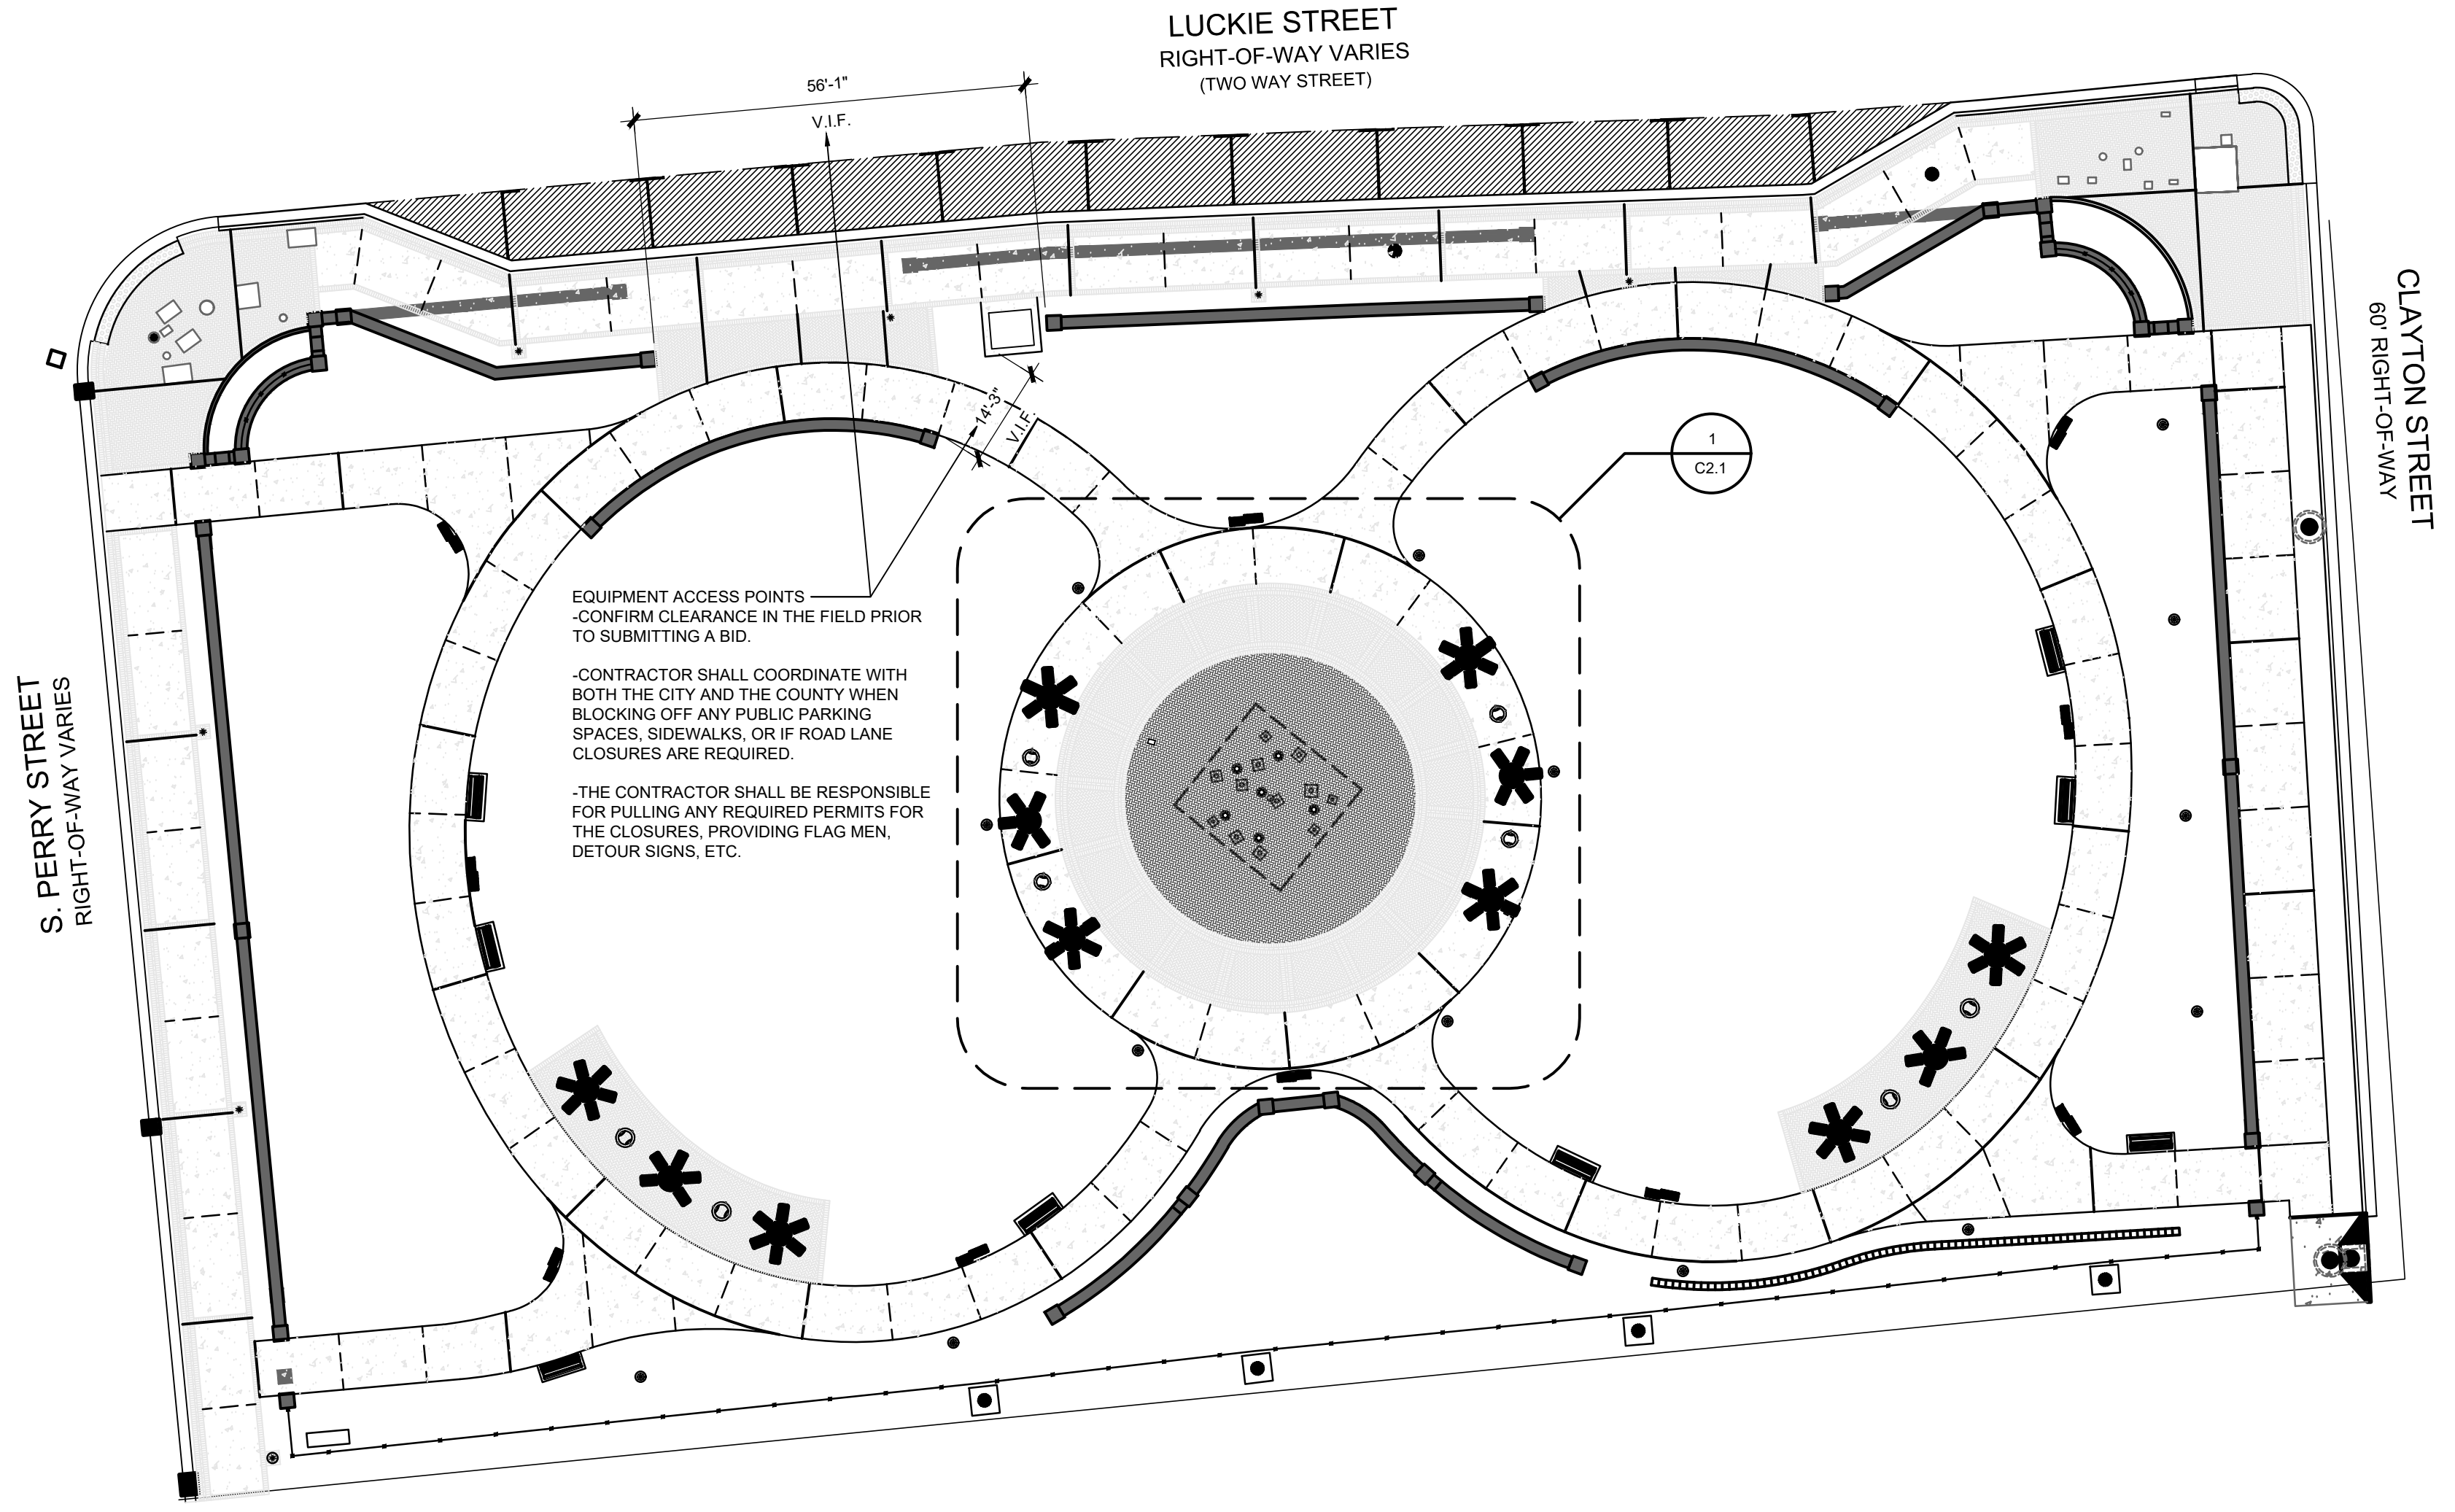 LUCKIE STREET
RIGHT-OF-WAY VARIES
(TWO WAY STREET)
56'-1"
V.I.F.
14'-3"
V.I.F.
1
C2.1
CLAYTON STREET
60' RIGHT-OF-WAY
EQUIPMENT ACCESS POINTS
-CONFIRM CLEARANCE IN THE FIELD PRIOR
TO SUBMITTING A BID.
-CONTRACTOR SHALL COORDINATE WITH
BOTH THE CITY AND THE COUNTY WHEN
BLOCKING OFF ANY PUBLIC PARKING
SPACES, SIDEWALKS, OR IF ROAD LANE
CLOSURES ARE REQUIRED.
-THE CONTRACTOR SHALL BE RESPONSIBLE
FOR PULLING ANY REQUIRED PERMITS FOR
THE CLOSURES, PROVIDING FLAG MEN,
DETOUR SIGNS, ETC.
S. PERRY STREET
RIGHT-OF-WAY VARIES